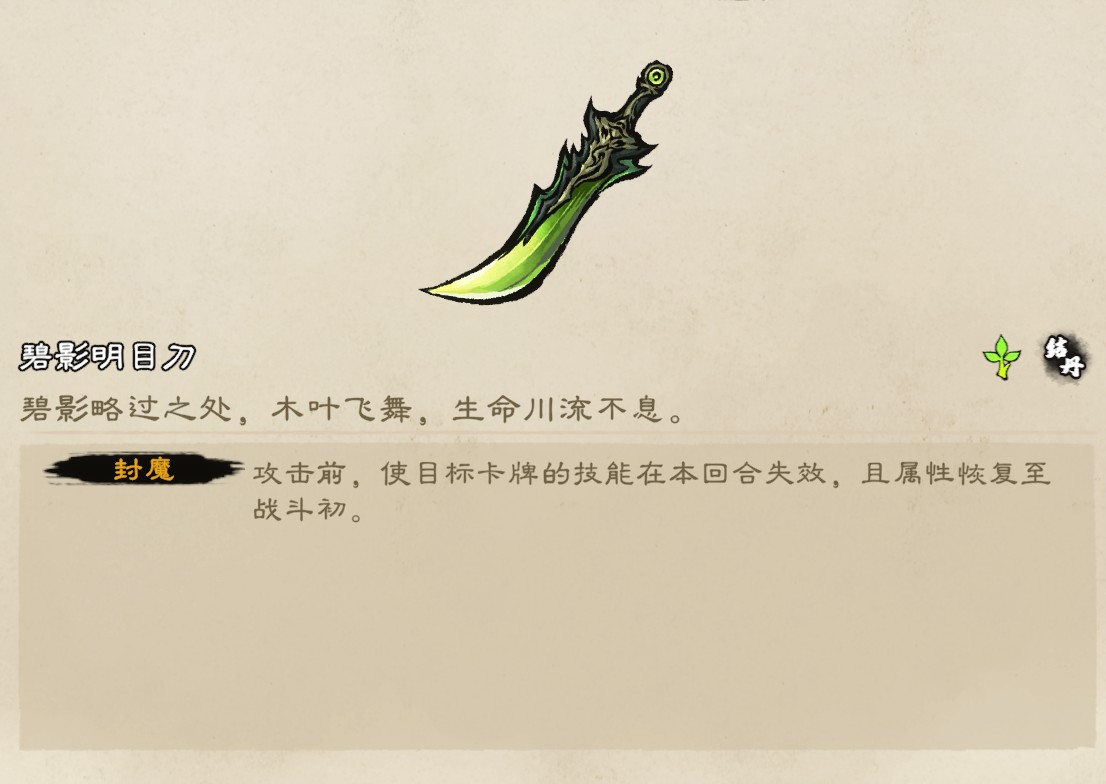 碧影明目刀
结丹
碧影略过之处，木叶飞舞，生命川流不息。
封魔
攻击前，使目标卡牌的技能在本回合失效，且属性恢复至
战斗初。